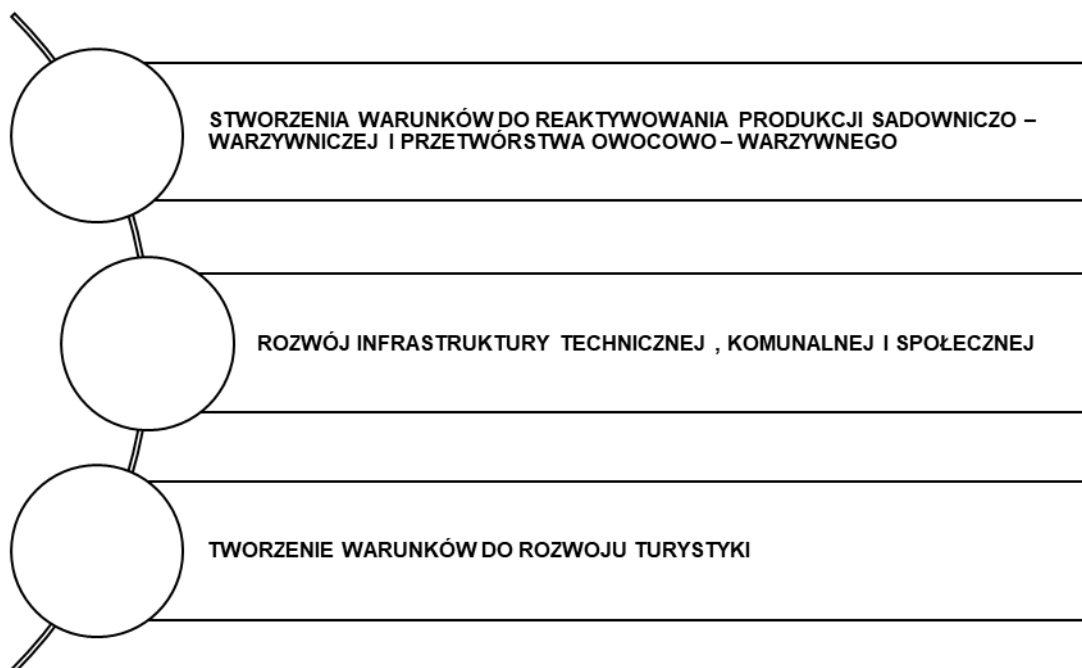 STWORZENIA WARUNKÓW DO REAKTYWOWANIA PRODUKCJI SADOWNICZO –
WARZYWNICZEJ I PRZETWÓRSTWA OWOCOWO – WARZYWNEGO
ROZWÓJ INFRASTRUKTURY TECHNICZNEJ , KOMUNALNEJ I SPOŁECZNEJ
TWORZENIE WARUNKÓW DO ROZWOJU TURYSTYKI